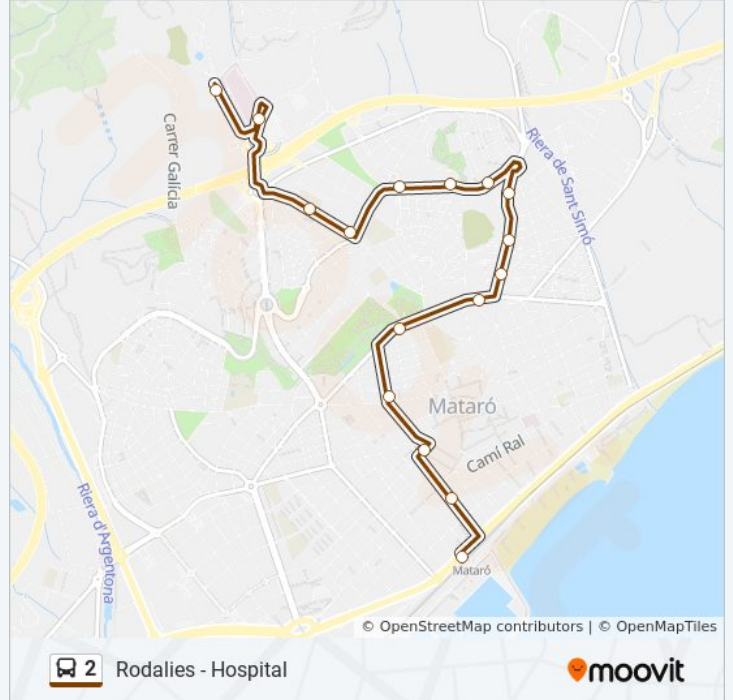 Carrer Galícia
Riera de Sant Simó
Mataró
Camí Ral
Riera d'Argentona
Mataró
© OpenStreetMap contributors | © OpenMapTiles
2 Rodalies - Hospital
moovit